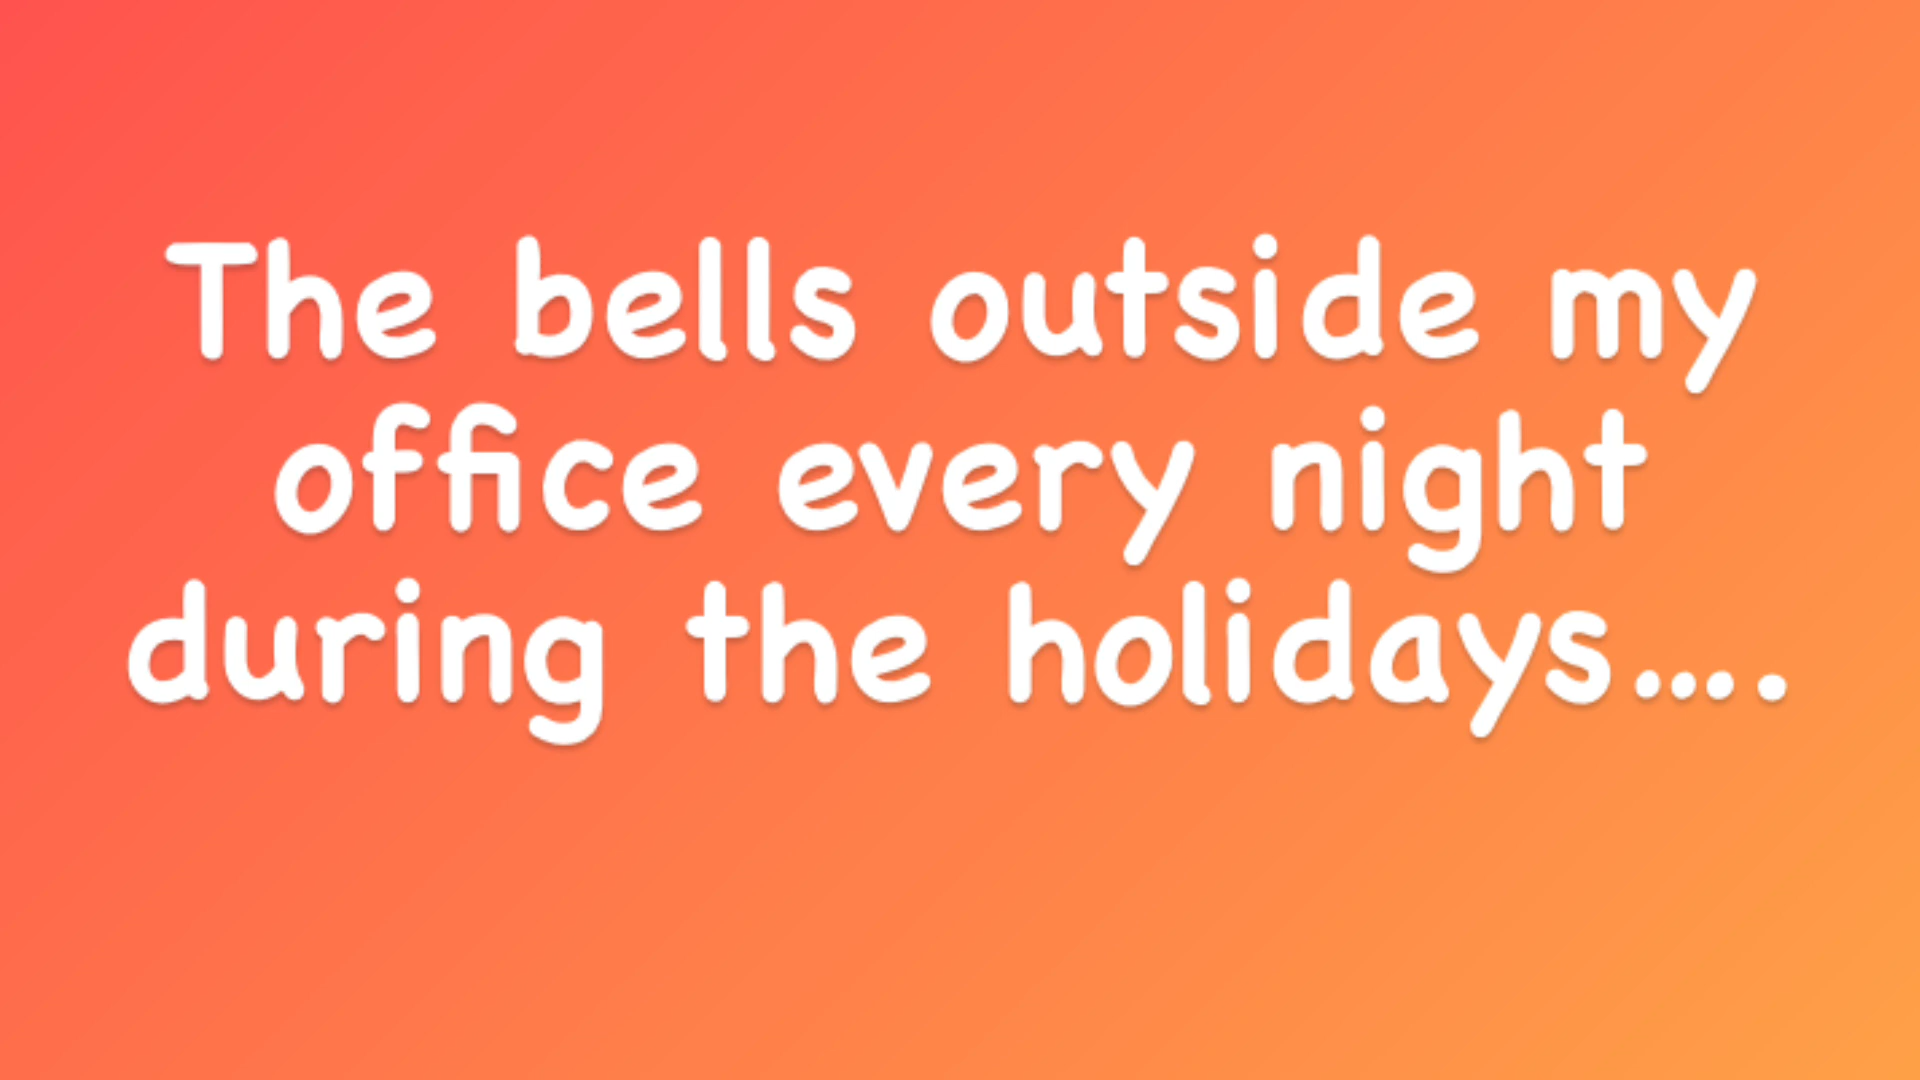 The bells outside my
office every night
during the holidays….